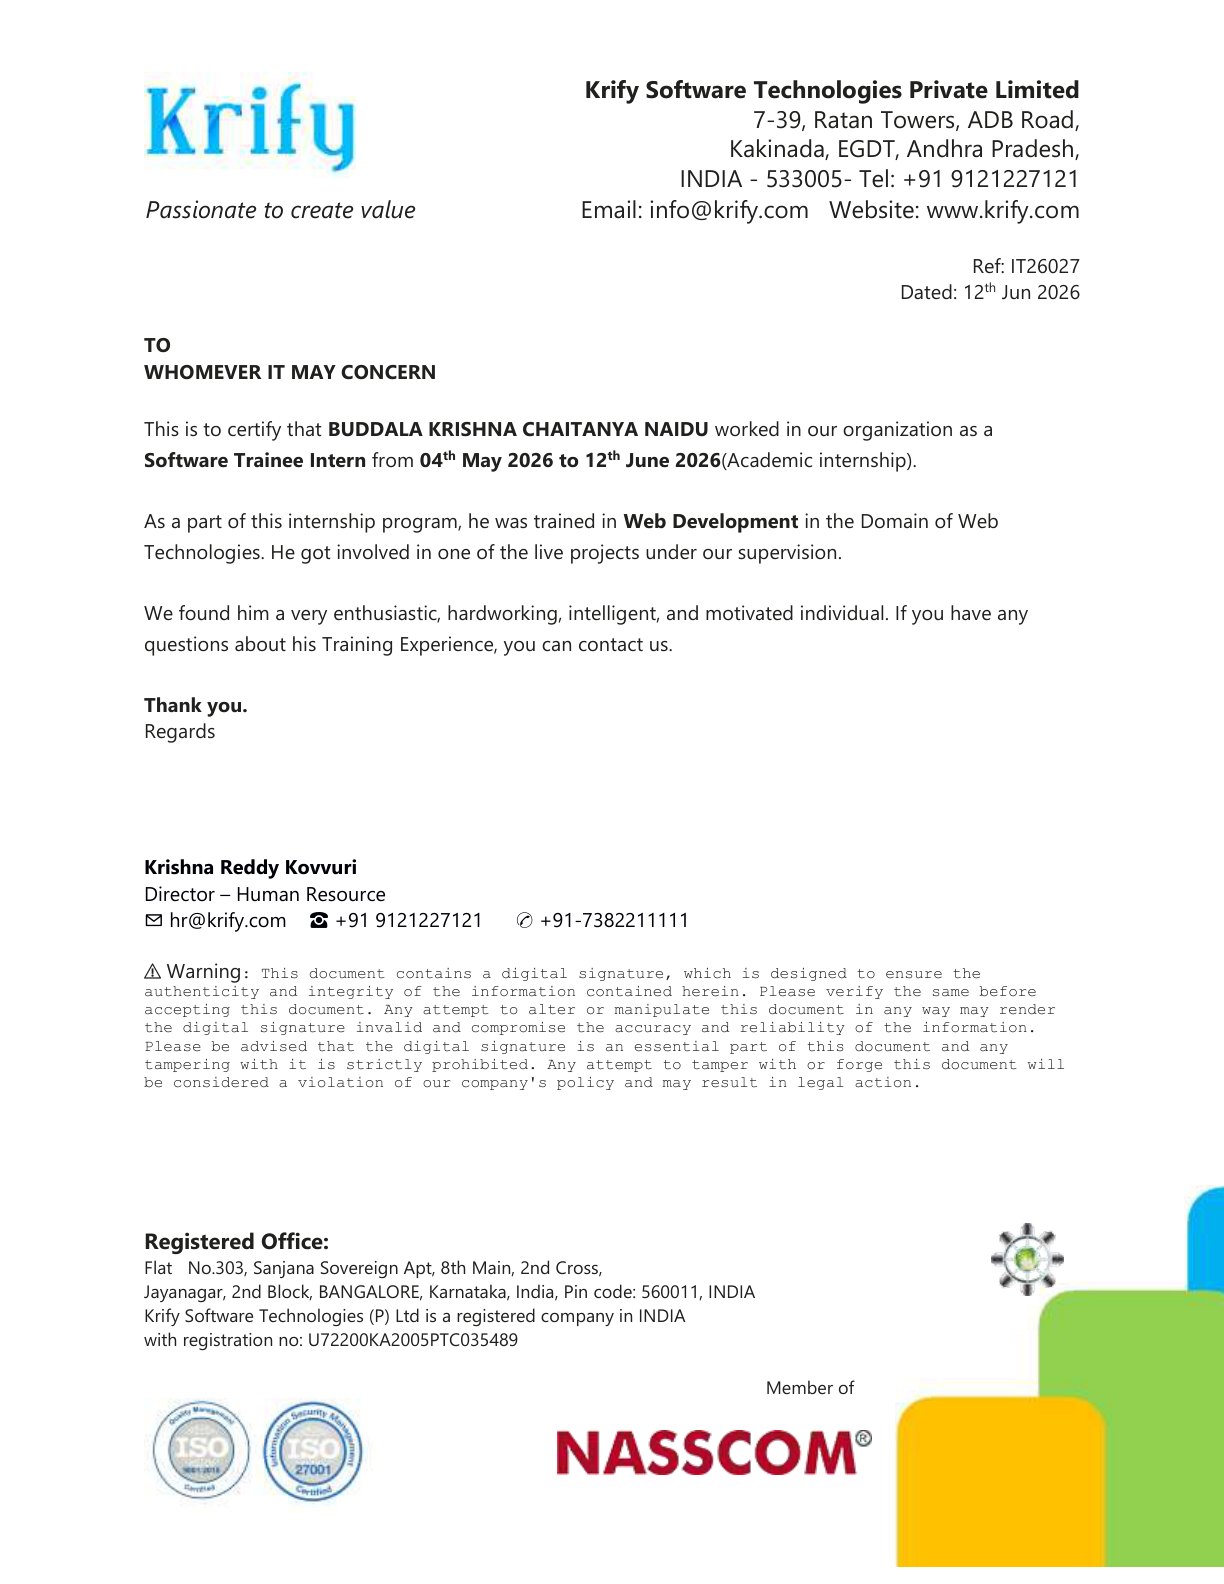 Krify
Passionate to create value
Krify Software Technologies Private Limited
7-39, Ratan Towers, ADB Road,
Kakinada, EGDT, Andhra Pradesh,
INDIA - 533005- Tel: +91 9121227121
Email: info@krify.com Website: www.krify.com
Ref: IT26027
Dated: 12th Jun 2026
TO
WHOMEVER IT MAY CONCERN
This is to certify that BUDDALA KRISHNA CHAITANYA NAIDU worked in our organization as a
Software Trainee Intern from 04th May 2026 to 12th June 2026(Academic internship).
As a part of this internship program, he was trained in Web Development in the Domain of Web
Technologies. He got involved in one of the live projects under our supervision.
We found him a very enthusiastic, hardworking, intelligent, and motivated individual. If you have any
questions about his Training Experience, you can contact us.
Thank you.
Regards
Krishna Reddy Kovvuri
Director – Human Resource
hr@krify.com +91 9121227121 +91-7382211111
Warning: This document contains a digital signature, which is designed to ensure the
authenticity and integrity of the information contained herein. Please verify the same before
accepting this document. Any attempt to alter or manipulate this document in any way may render
the digital signature invalid and compromise the accuracy and reliability of the information.
Please be advised that the digital signature is an essential part of this document and any
tampering with it is strictly prohibited. Any attempt to tamper with or forge this document will
be considered a violation of our company's policy and may result in legal action.
Registered Office:
Flat No.303, Sanjana Sovereign Apt, 8th Main, 2nd Cross,
Jayanagar, 2nd Block, BANGALORE, Karnataka, India, Pin code: 560011, INDIA
Krify Software Technologies (P) Ltd is a registered company in INDIA
with registration no: U72200KA2005PTC035489
Member of
NASSCOM®
Quality Management
ISO
Certified
Information Security Management
ISO
27001
Certified